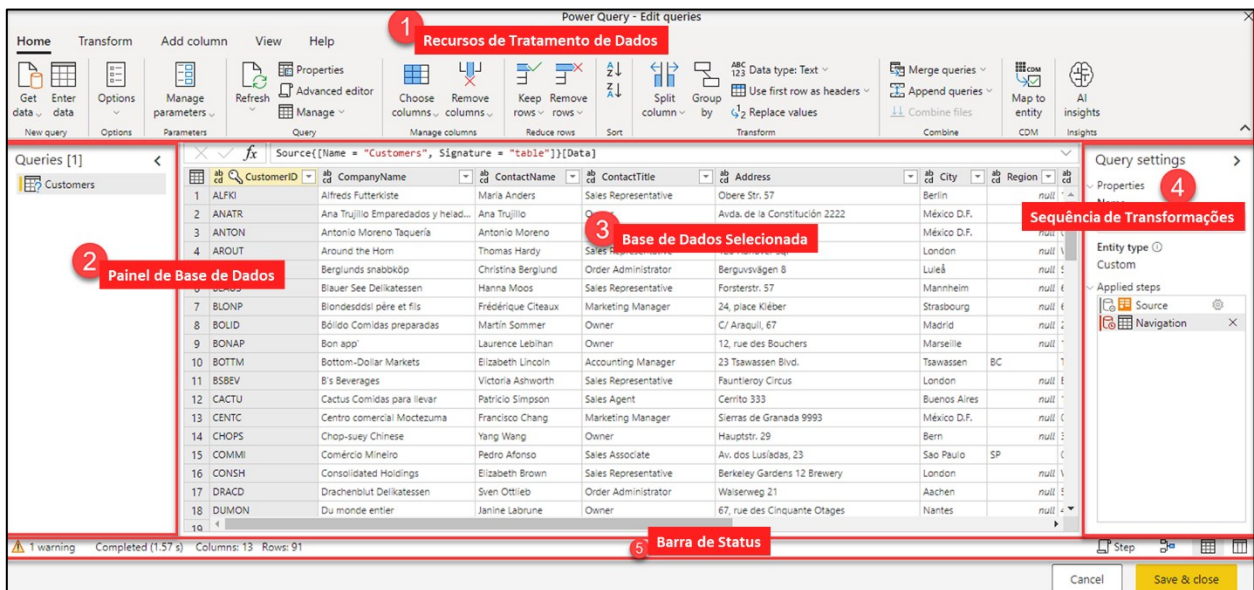 Power Query - Edit queries
1 Recursos de Tratamento de Dados
Home Transform Add column View Help
Get data Enter data Options Manage parameters Refresh Properties Advanced editor Manage Choose columns Remove columns Keep rows Remove rows Split column Group by Data type: Text Use first row as headers Replace values Merge queries Append queries Combine files Map to entity AI insights
New query Options Parameters Query Manage columns Reduce rows Sort Transform Combine CDM Insights
Queries [1]
Customers
2 Painel de Base de Dados
fx Source{[Name = "Customers", Signature = "table"]}[Data]
CustomerID CompanyName ContactName ContactTitle Address City Region
1 ALFKI Alfreds Futterkiste Maria Anders Sales Representative Obere Str. 57 Berlin null
2 ANATR Ana Trujillo Emparedados y helad... Ana Trujillo Avda. de la Constitución 2222 México D.F.
3 ANTON Antonio Moreno Taquería Antonio Moreno México D.F.
3 Base de Dados Selecionada
4 AROUT Around the Horn Thomas Hardy London null
Berglunds snabbköp Christina Berglund Order Administrator Berguvsvägen 8 Luleå null
Blauer See Delikatessen Hanna Moos Sales Representative Forsterstr. 57 Mannheim null
7 BLONP Blondesddsl père et fils Frédérique Citeaux Marketing Manager 24, place Kléber Strasbourg null
8 BOLID Bólido Comidas preparadas Martín Sommer Owner C/ Araquil, 67 Madrid null
9 BONAP Bon app' Laurence Lebihan Owner 12, rue des Bouchers Marseille null
10 BOTTM Bottom-Dollar Markets Elizabeth Lincoln Accounting Manager 23 Tsawassen Blvd. Tsawassen BC
11 BSBEV B's Beverages Victoria Ashworth Sales Representative Fauntleroy Circus London null
12 CACTU Cactus Comidas para llevar Patricio Simpson Sales Agent Cerrito 333 Buenos Aires null
13 CENTC Centro comercial Moctezuma Francisco Chang Marketing Manager Sierras de Granada 9993 México D.F. null
14 CHOPS Chop-suey Chinese Yang Wang Owner Hauptstr. 29 Bern null
15 COMMI Comércio Mineiro Pedro Afonso Sales Associate Av. dos Lusíadas, 23 Sao Paulo SP
16 CONSH Consolidated Holdings Elizabeth Brown Sales Representative Berkeley Gardens 12 Brewery London null
17 DRACD Drachenblut Delikatessen Sven Ottlieb Order Administrator Walserweg 21 Aachen null
18 DUMON Du monde entier Janine Labrune Owner 67, rue des Cinquante Otages Nantes null
19
Query settings
Properties
4
Sequência de Transformações
Entity type
Custom
Applied steps
Source
Navigation
1 warning Completed (1.57 s) Columns: 13 Rows: 91
5 Barra de Status
Step
Cancel Save & close